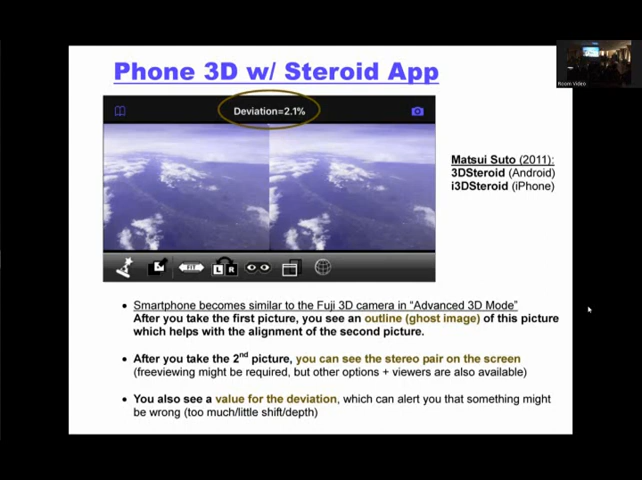 Phone 3D w/ Steroid App
Deviation=2.1%
FIT
L R
Matsui Suto (2011):
3DSteroid (Android)
i3DSteroid (iPhone)
• Smartphone becomes similar to the Fuji 3D camera in “Advanced 3D Mode”
After you take the first picture, you see an outline (ghost image) of this picture
which helps with the alignment of the second picture.
• After you take the 2nd picture, you can see the stereo pair on the screen
(freeviewing might be required, but other options + viewers are also available)
• You also see a value for the deviation, which can alert you that something might
be wrong (too much/little shift/depth)
Room Video